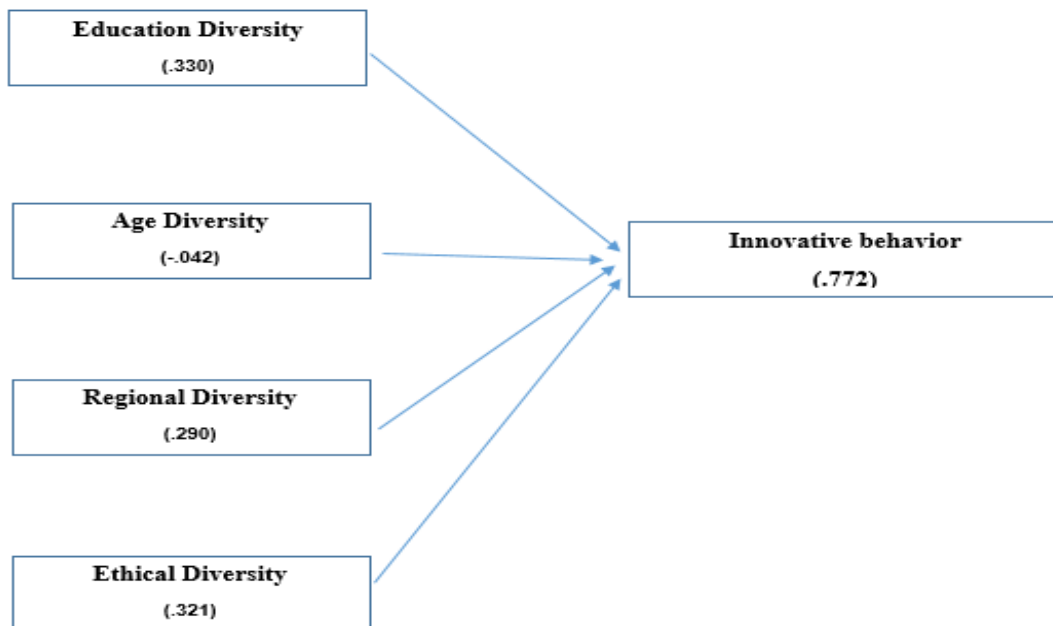 Education Diversity
(.330)
Age Diversity
(-.042)
Innovative behavior
(.772)
Regional Diversity
(.290)
Ethical Diversity
(.321)